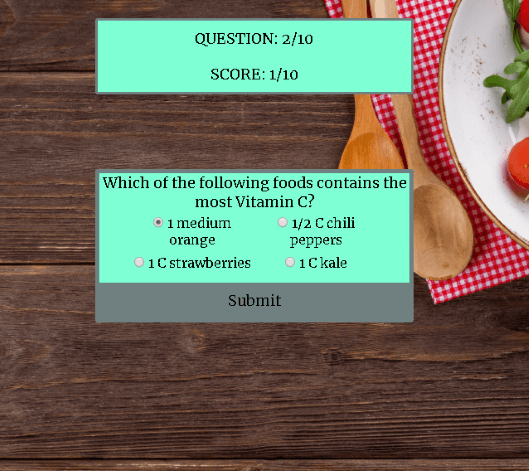 QUESTION: 2/10
SCORE: 1/10
Which of the following foods contains the
most Vitamin C?
1 medium
orange
1/2 C chili
peppers
1 C strawberries
1 C kale
Submit